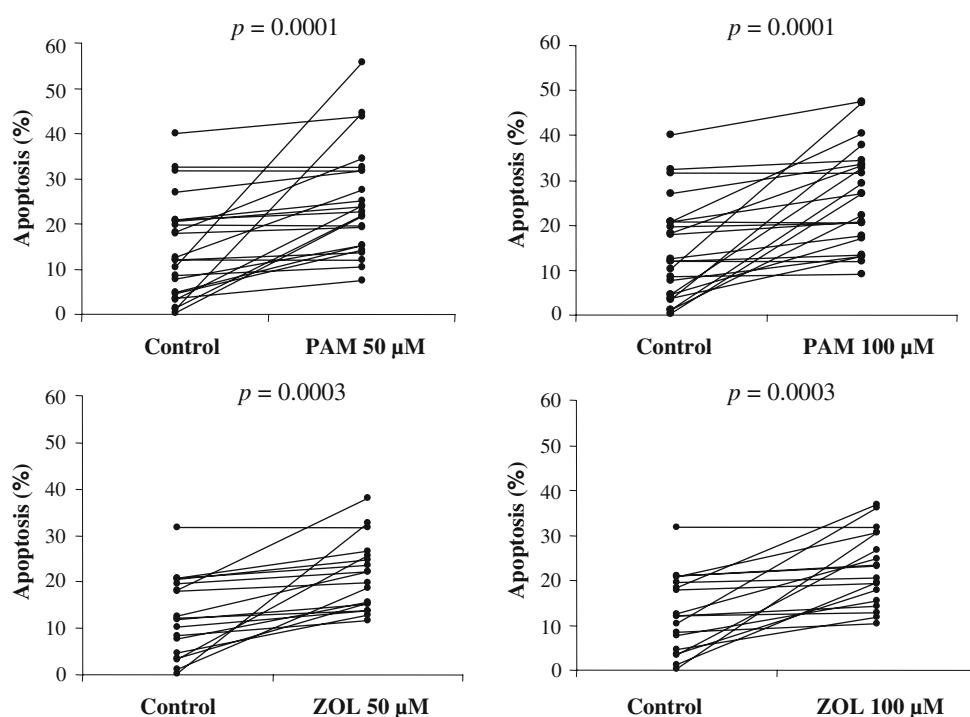 p = 0.0001
60
50
40
30
20
10
0
Apoptosis (%)
Control
PAM 50 µM
p = 0.0001
60
50
40
30
20
10
0
Apoptosis (%)
Control
PAM 100 µM
p = 0.0003
60
50
40
30
20
10
0
Apoptosis (%)
Control
ZOL 50 µM
p = 0.0003
60
50
40
30
20
10
0
Apoptosis (%)
Control
ZOL 100 µM